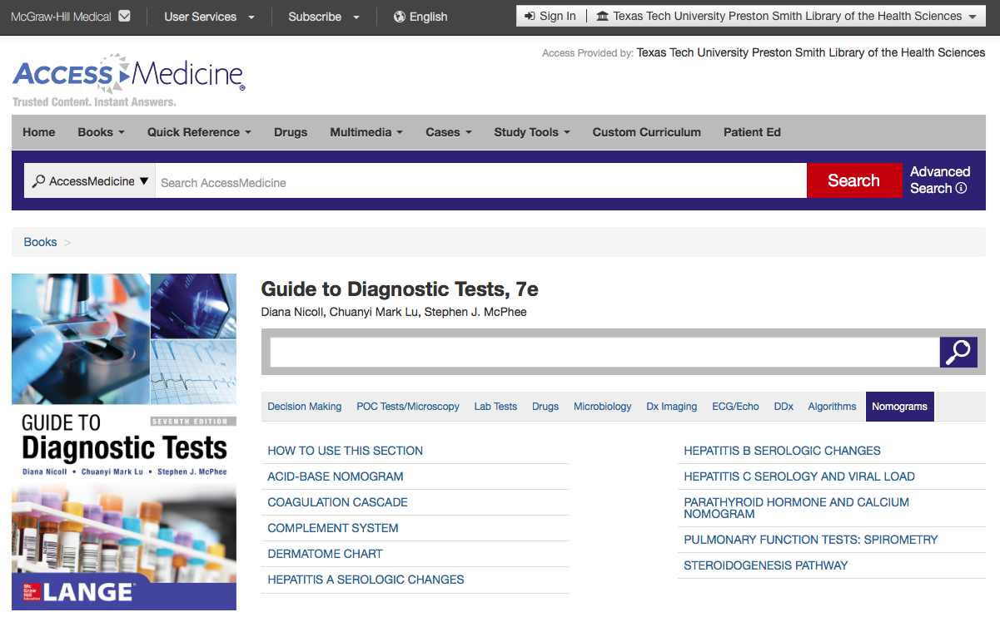 McGraw-Hill Medical User Services Subscribe English Sign In Texas Tech University Preston Smith Library of the Health Sciences
Access Provided by: Texas Tech University Preston Smith Library of the Health Sciences
ACCESS Medicine®
Trusted Content. Instant Answers.
Home Books Quick Reference Drugs Multimedia Cases Study Tools Custom Curriculum Patient Ed
AccessMedicine Search AccessMedicine Search Advanced
Search
Books >
Guide to Diagnostic Tests, 7e
Diana Nicoll, Chuanyi Mark Lu, Stephen J. McPhee
Decision Making POC Tests/Microscopy Lab Tests Drugs Microbiology Dx Imaging ECG/Echo DDx Algorithms Nomograms
HOW TO USE THIS SECTION
ACID-BASE NOMOGRAM
COAGULATION CASCADE
COMPLEMENT SYSTEM
DERMATOME CHART
HEPATITIS A SEROLOGIC CHANGES
HEPATITIS B SEROLOGIC CHANGES
HEPATITIS C SEROLOGY AND VIRAL LOAD
PARATHYROID HORMONE AND CALCIUM
NOMOGRAM
PULMONARY FUNCTION TESTS: SPIROMETRY
STEROIDOGENESIS PATHWAY
GUIDE TO
SEVENTH EDITION
Diagnostic Tests
Diana Nicoll • Chuanyi Mark Lu • Stephen J. McPhee
Mc
Graw
Hill
Education
LANGE®